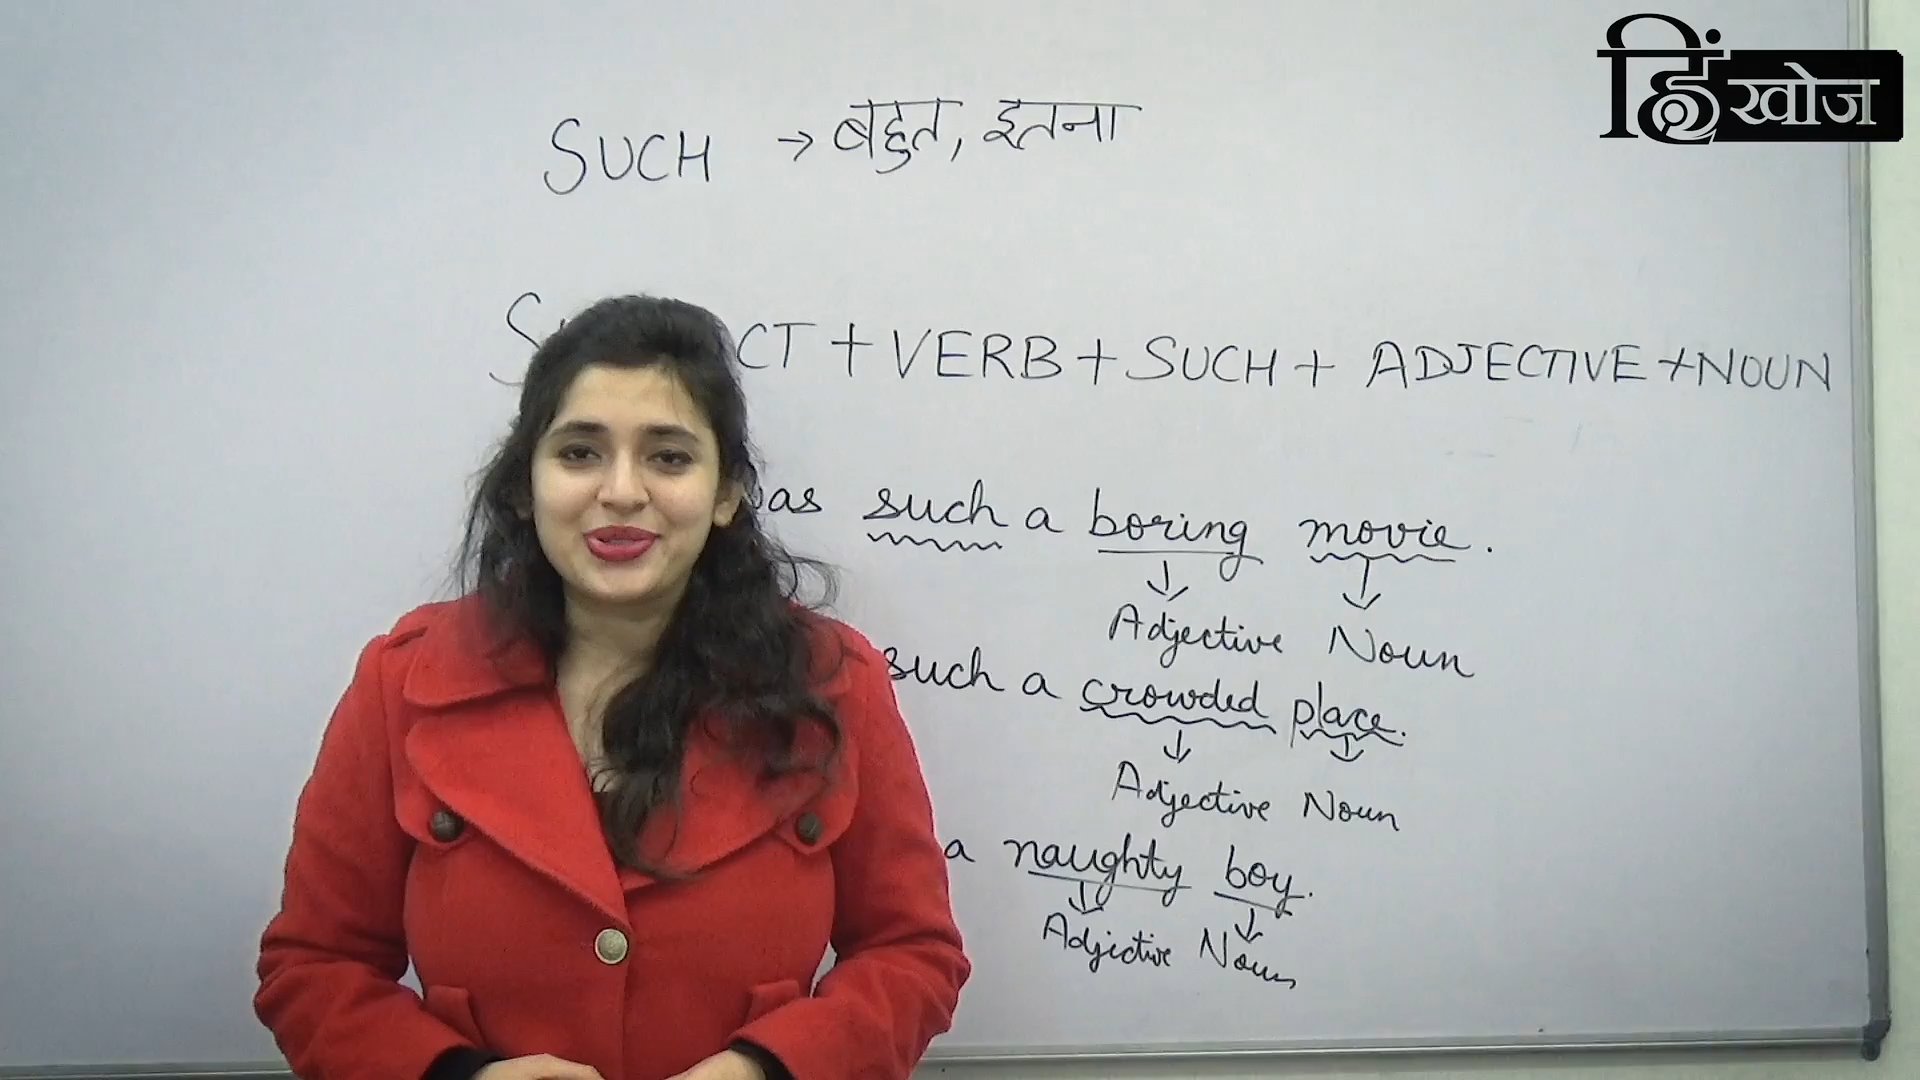 हिंखोज
SUCH → बहुत, इतना
CT + VERB + SUCH + ADJECTIVE + NOUN
as such a boring movie.
Adjective Noun
such a crowded place.
Adjective Noun
a naughty boy.
Adjective Noun